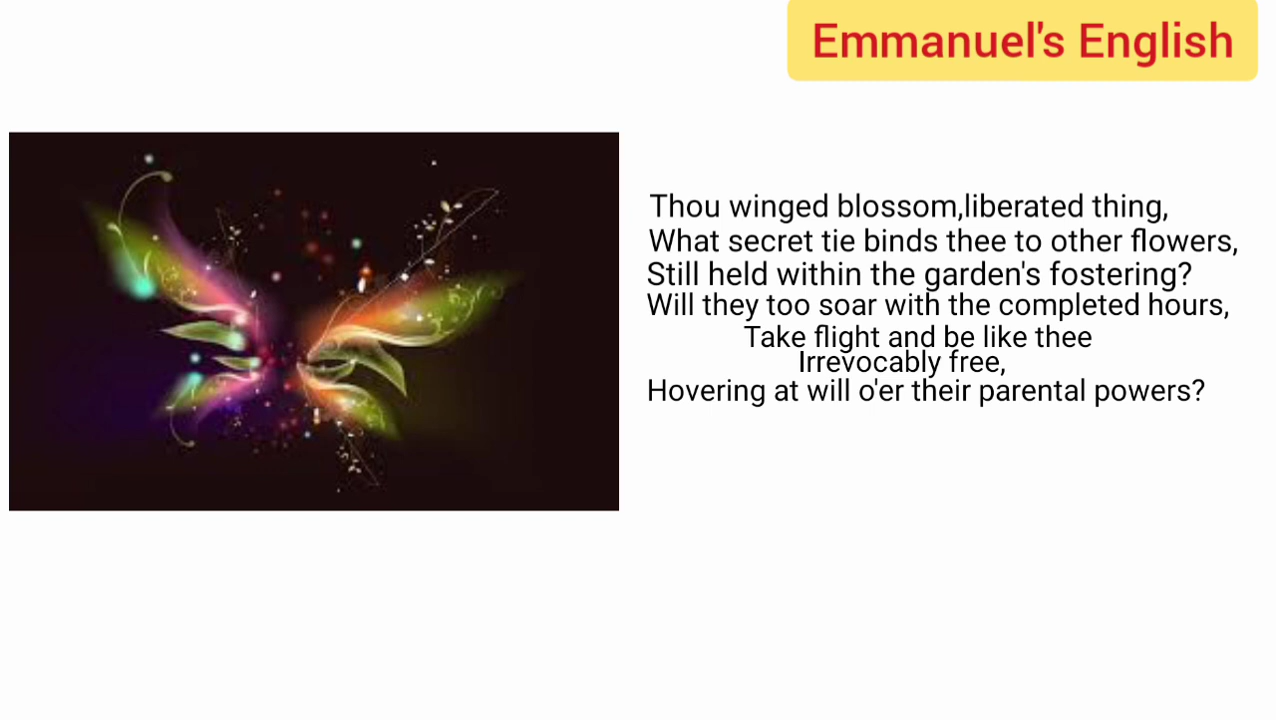 Emmanuel's English
Thou winged blossom,liberated thing,
What secret tie binds thee to other flowers,
Still held within the garden's fostering?
Will they too soar with the completed hours,
Take flight and be like thee
Irrevocably free,
Hovering at will o'er their parental powers?